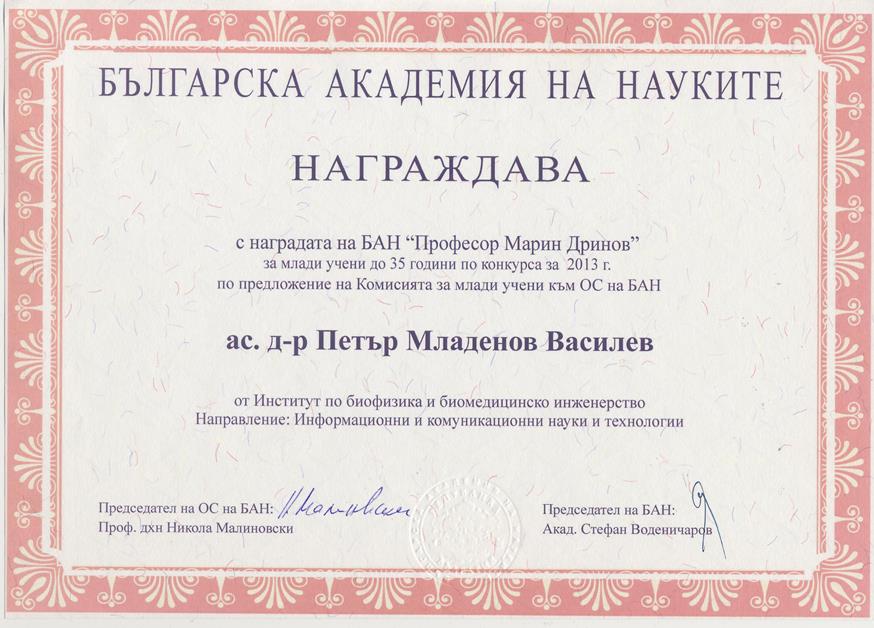 БЪЛГАРСКА АКАДЕМИЯ НА НАУКИТЕ
НАГРАЖДАВА
с наградата на БАН “Професор Марин Дринов”
за млади учени до 35 години по конкурса за 2013 г.
по предложение на Комисията за млади учени към ОС на БАН
ас. д-р Петър Младенов Василев
от Институт по биофизика и биомедицинско инженерство
Направление: Информационни и комуникационни науки и технологии
Председател на ОС на БАН:
Проф. дхн Никола Малиновски
Председател на БАН:
Акад. Стефан Воденичаров